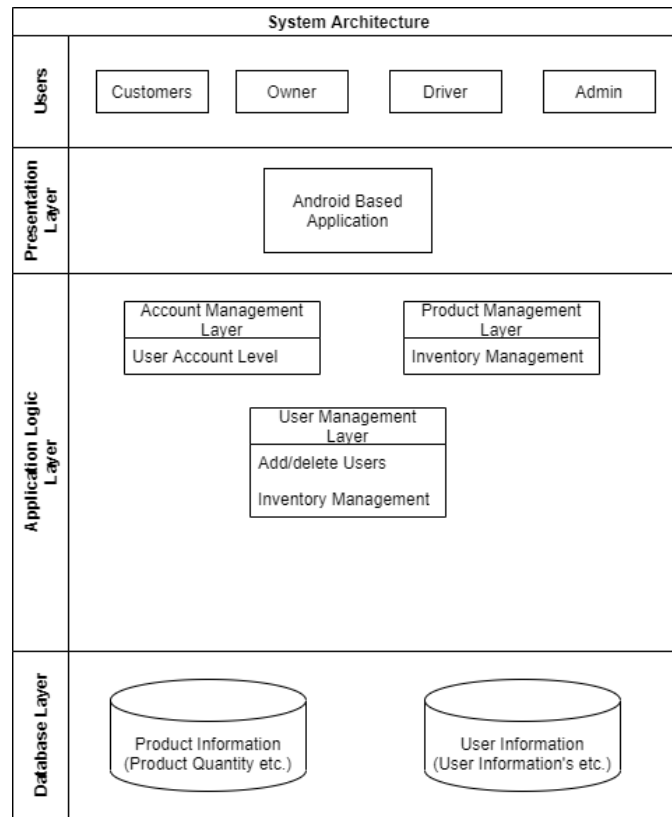 System Architecture
Users
Customers
Owner
Driver
Admin
Presentation
Layer
Android Based
Application
Application Logic
Layer
Account Management
Layer
User Account Level
Product Management
Layer
Inventory Management
User Management
Layer
Add/delete Users
Inventory Management
Database Layer
Product Information
(Product Quantity etc.)
User Information
(User Information's etc.)